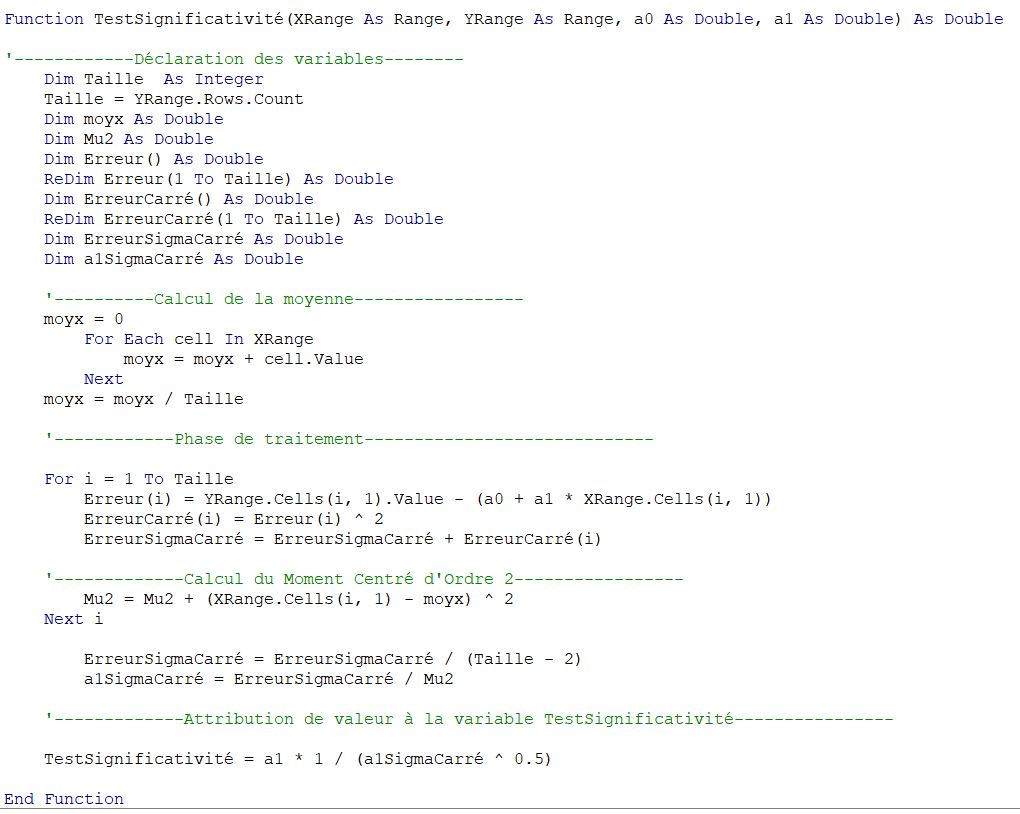 Function TestSignificativité(XRange As Range, YRange As Range, a0 As Double, a1 As Double) As Double
'------------Déclaration des variables--------
Dim Taille  As Integer
Taille = YRange.Rows.Count
Dim moyx As Double
Dim Mu2 As Double
Dim Erreur() As Double
ReDim Erreur(1 To Taille) As Double
Dim ErreurCarré() As Double
ReDim ErreurCarré(1 To Taille) As Double
Dim ErreurSigmaCarré As Double
Dim a1SigmaCarré As Double
'----------Calcul de la moyenne-----------------
moyx = 0
For Each cell In XRange
moyx = moyx + cell.Value
Next
moyx = moyx / Taille
'------------Phase de traitement-----------------------------
For i = 1 To Taille
Erreur(i) = YRange.Cells(i, 1).Value - (a0 + a1 * XRange.Cells(i, 1))
ErreurCarré(i) = Erreur(i) ^ 2
ErreurSigmaCarré = ErreurSigmaCarré + ErreurCarré(i)
'-------------Calcul du Moment Centré d'Ordre 2-----------------
Mu2 = Mu2 + (XRange.Cells(i, 1) - moyx) ^ 2
Next i
ErreurSigmaCarré = ErreurSigmaCarré / (Taille - 2)
a1SigmaCarré = ErreurSigmaCarré / Mu2
'-------------Attribution de valeur à la variable TestSignificativité----------------
TestSignificativité = a1 * 1 / (a1SigmaCarré ^ 0.5)
End Function